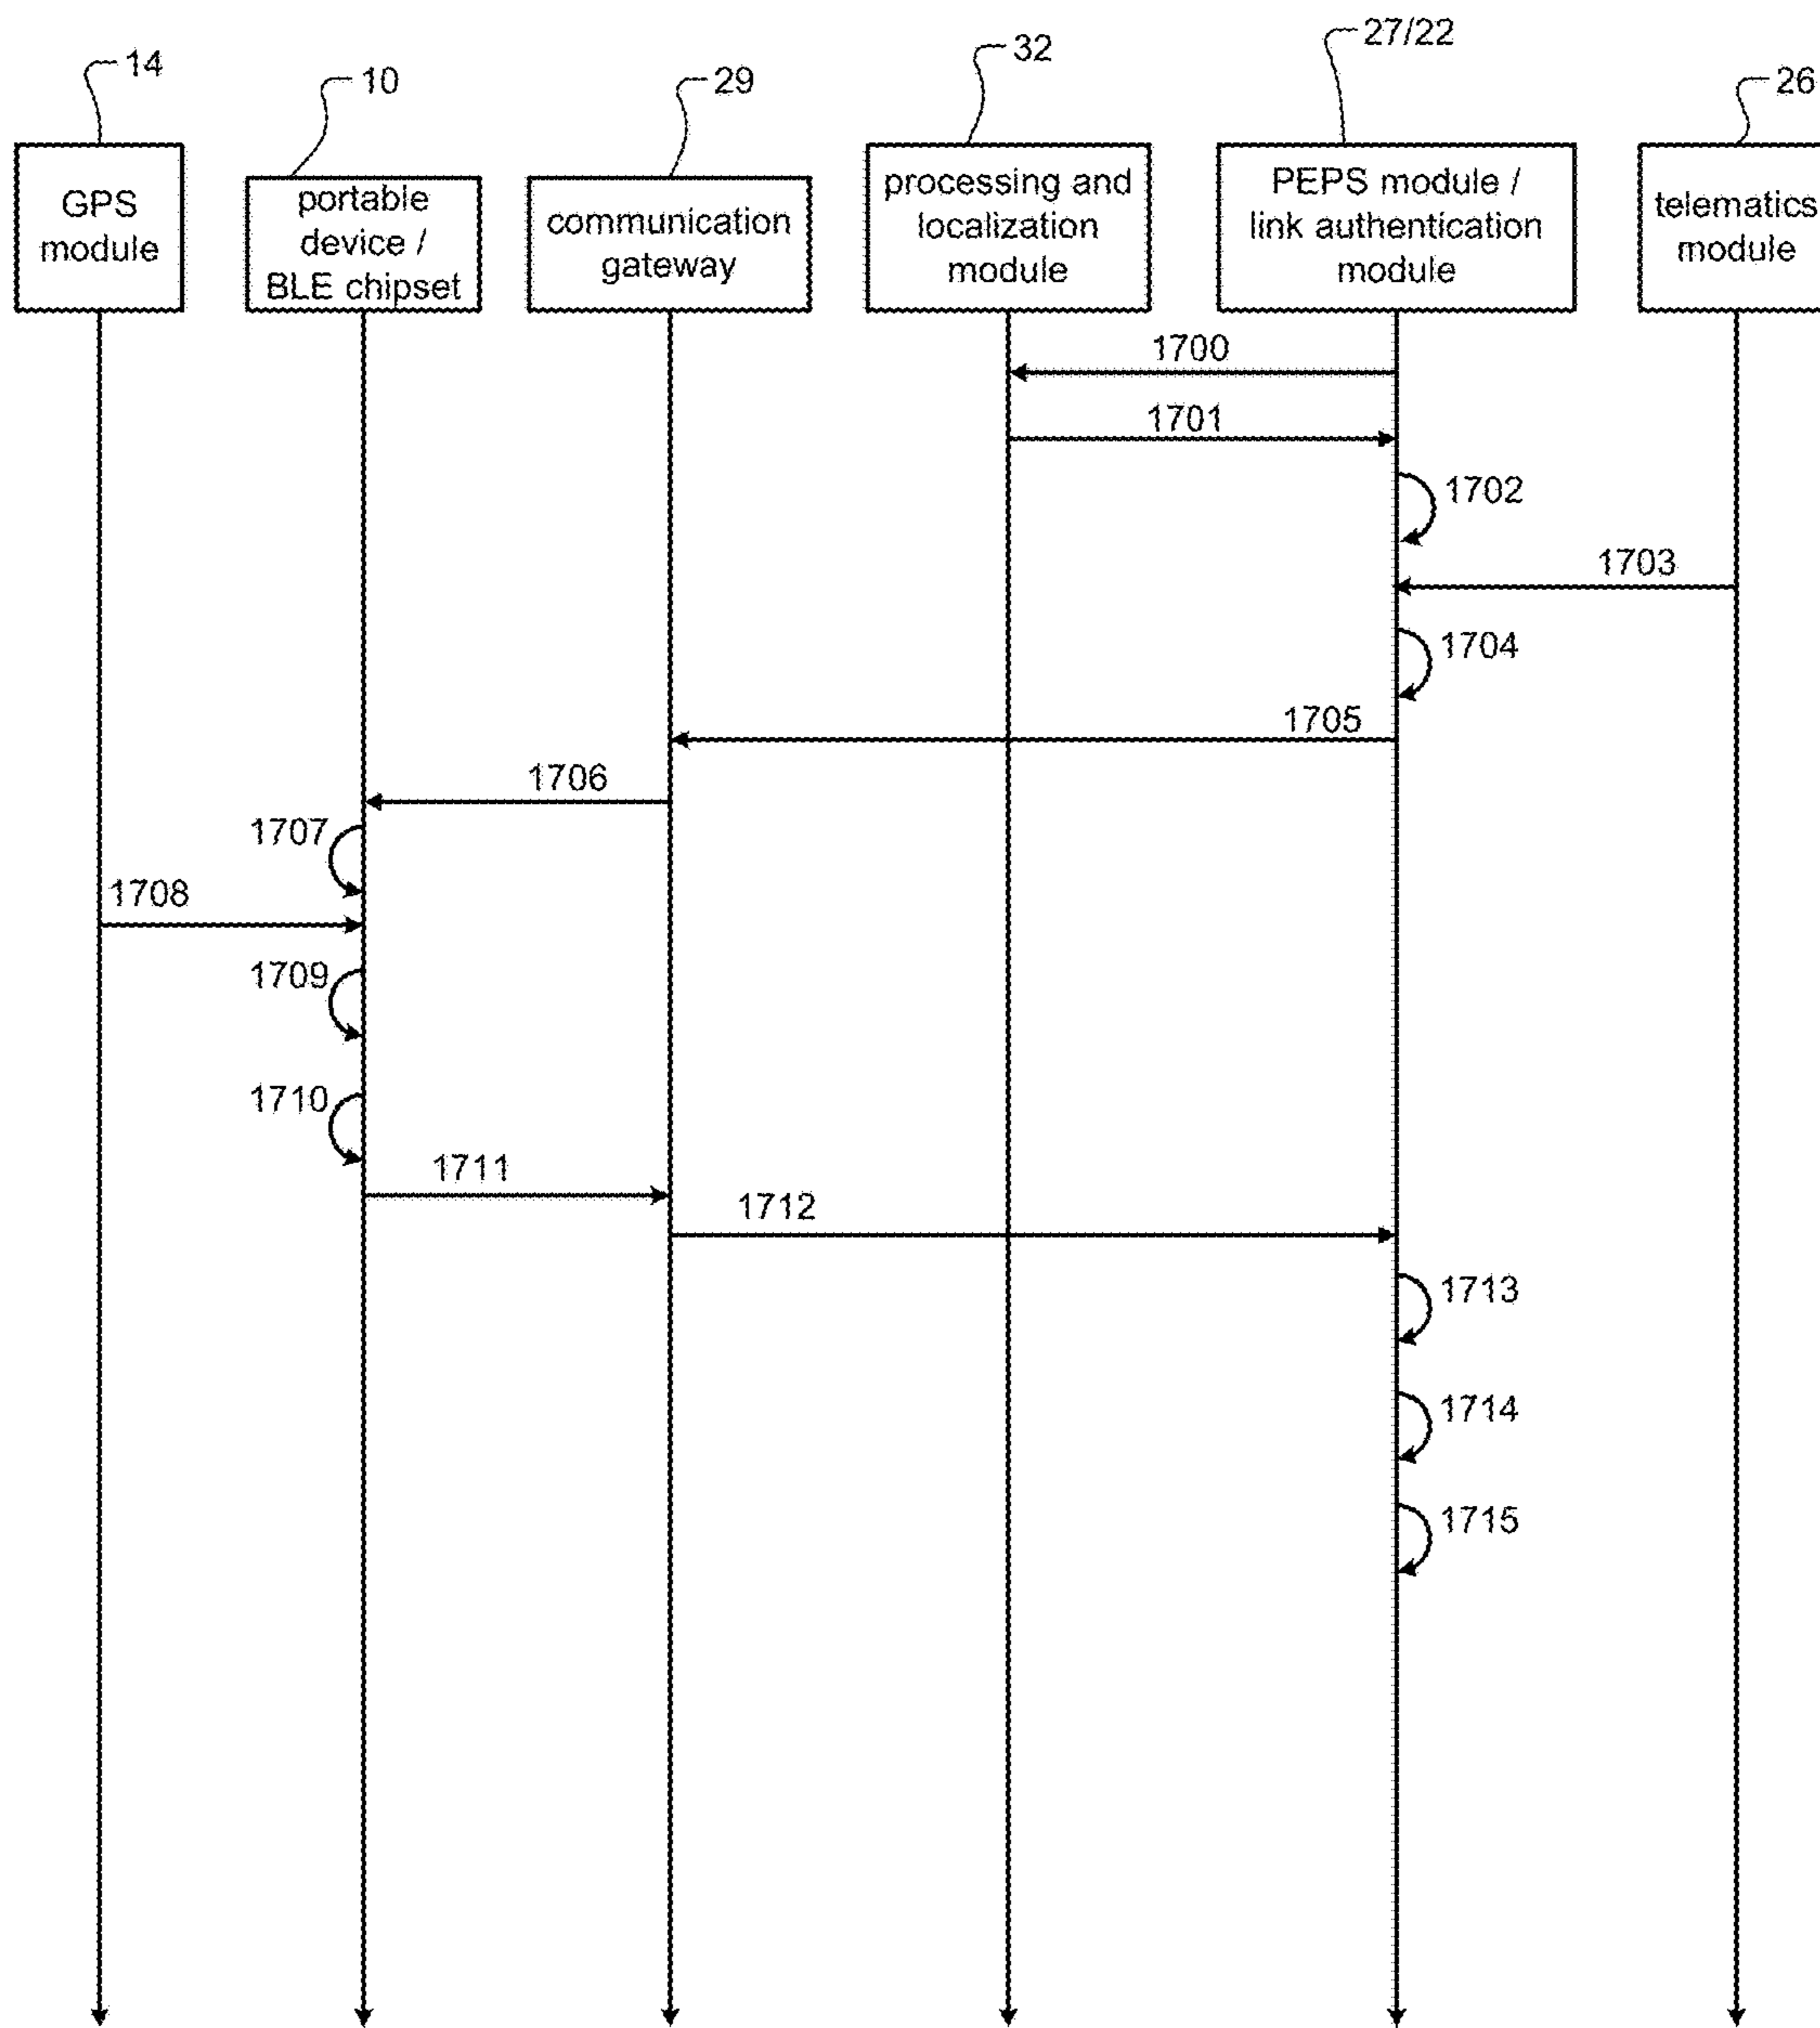 14
10
29
32
27/22
26
GPS
module
portable
device /
BLE chipset
communication
gateway
processing and
localization
module
PEPS module /
link authentication
module
telematics
module
1700
1701
1702
1703
1704
1705
1706
1707
1708
1709
1710
1711
1712
1713
1714
1715